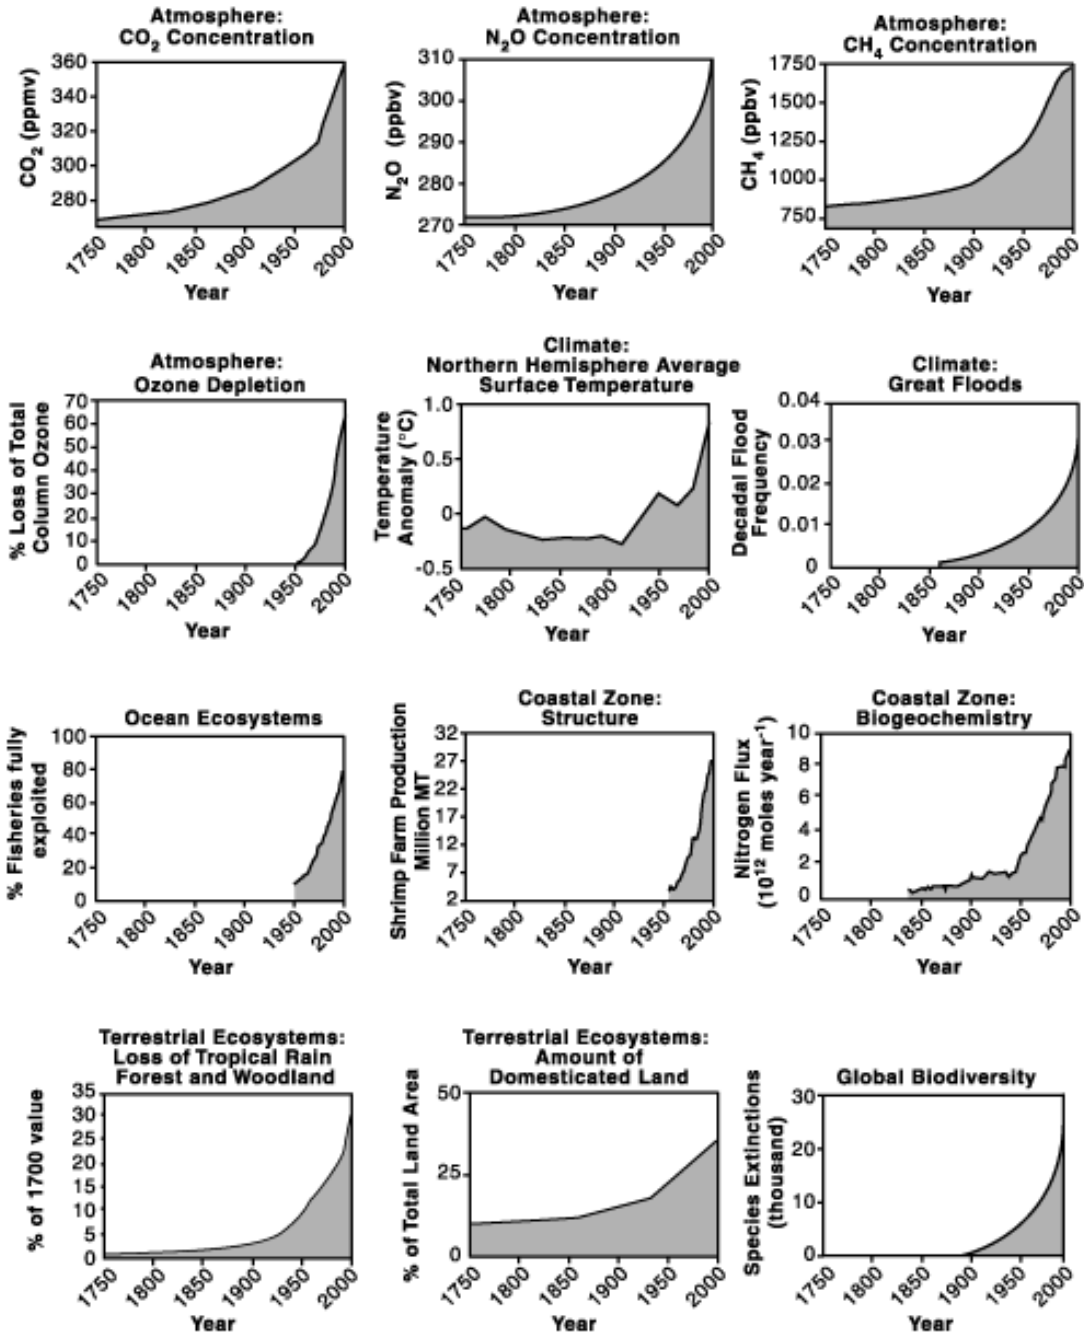 Atmosphere:
CO2 Concentration
CO2 (ppmv)
360
340
320
300
280
1750
1800
1850
1900
1950
2000
Year
Atmosphere:
N2O Concentration
N2O (ppbv)
310
300
290
280
270
1750
1800
1850
1900
1950
2000
Year
Atmosphere:
CH4 Concentration
CH4 (ppbv)
1750
1500
1250
1000
750
1750
1800
1850
1900
1950
2000
Year
Atmosphere:
Ozone Depletion
% Loss of Total
Column Ozone
70
60
50
40
30
20
10
0
1750
1800
1850
1900
1950
2000
Year
Climate:
Northern Hemisphere Average
Surface Temperature
Temperature
Anomaly (°C)
1.0
0.5
0
-0.5
1750
1800
1850
1900
1950
2000
Year
Climate:
Great Floods
Decadal Flood
Frequency
0.04
0.03
0.02
0.01
0
1750
1800
1850
1900
1950
2000
Year
Ocean Ecosystems
% Fisheries fully
exploited
100
80
60
40
20
0
1750
1800
1850
1900
1950
2000
Year
Coastal Zone:
Structure
Shrimp Farm Production
Million MT
32
27
22
17
12
7
2
1750
1800
1850
1900
1950
2000
Year
Coastal Zone:
Biogeochemistry
Nitrogen Flux
(10¹² moles year⁻¹)
10
8
6
4
2
0
1750
1800
1850
1900
1950
2000
Year
Terrestrial Ecosystems:
Loss of Tropical Rain
Forest and Woodland
% of 1700 value
35
30
25
20
15
10
5
0
1750
1800
1850
1900
1950
2000
Year
Terrestrial Ecosystems:
Amount of
Domesticated Land
% of Total Land Area
50
25
0
1750
1800
1850
1900
1950
2000
Year
Global Biodiversity
Species Extinctions
(thousand)
30
20
10
0
1750
1800
1850
1900
1950
2000
Year